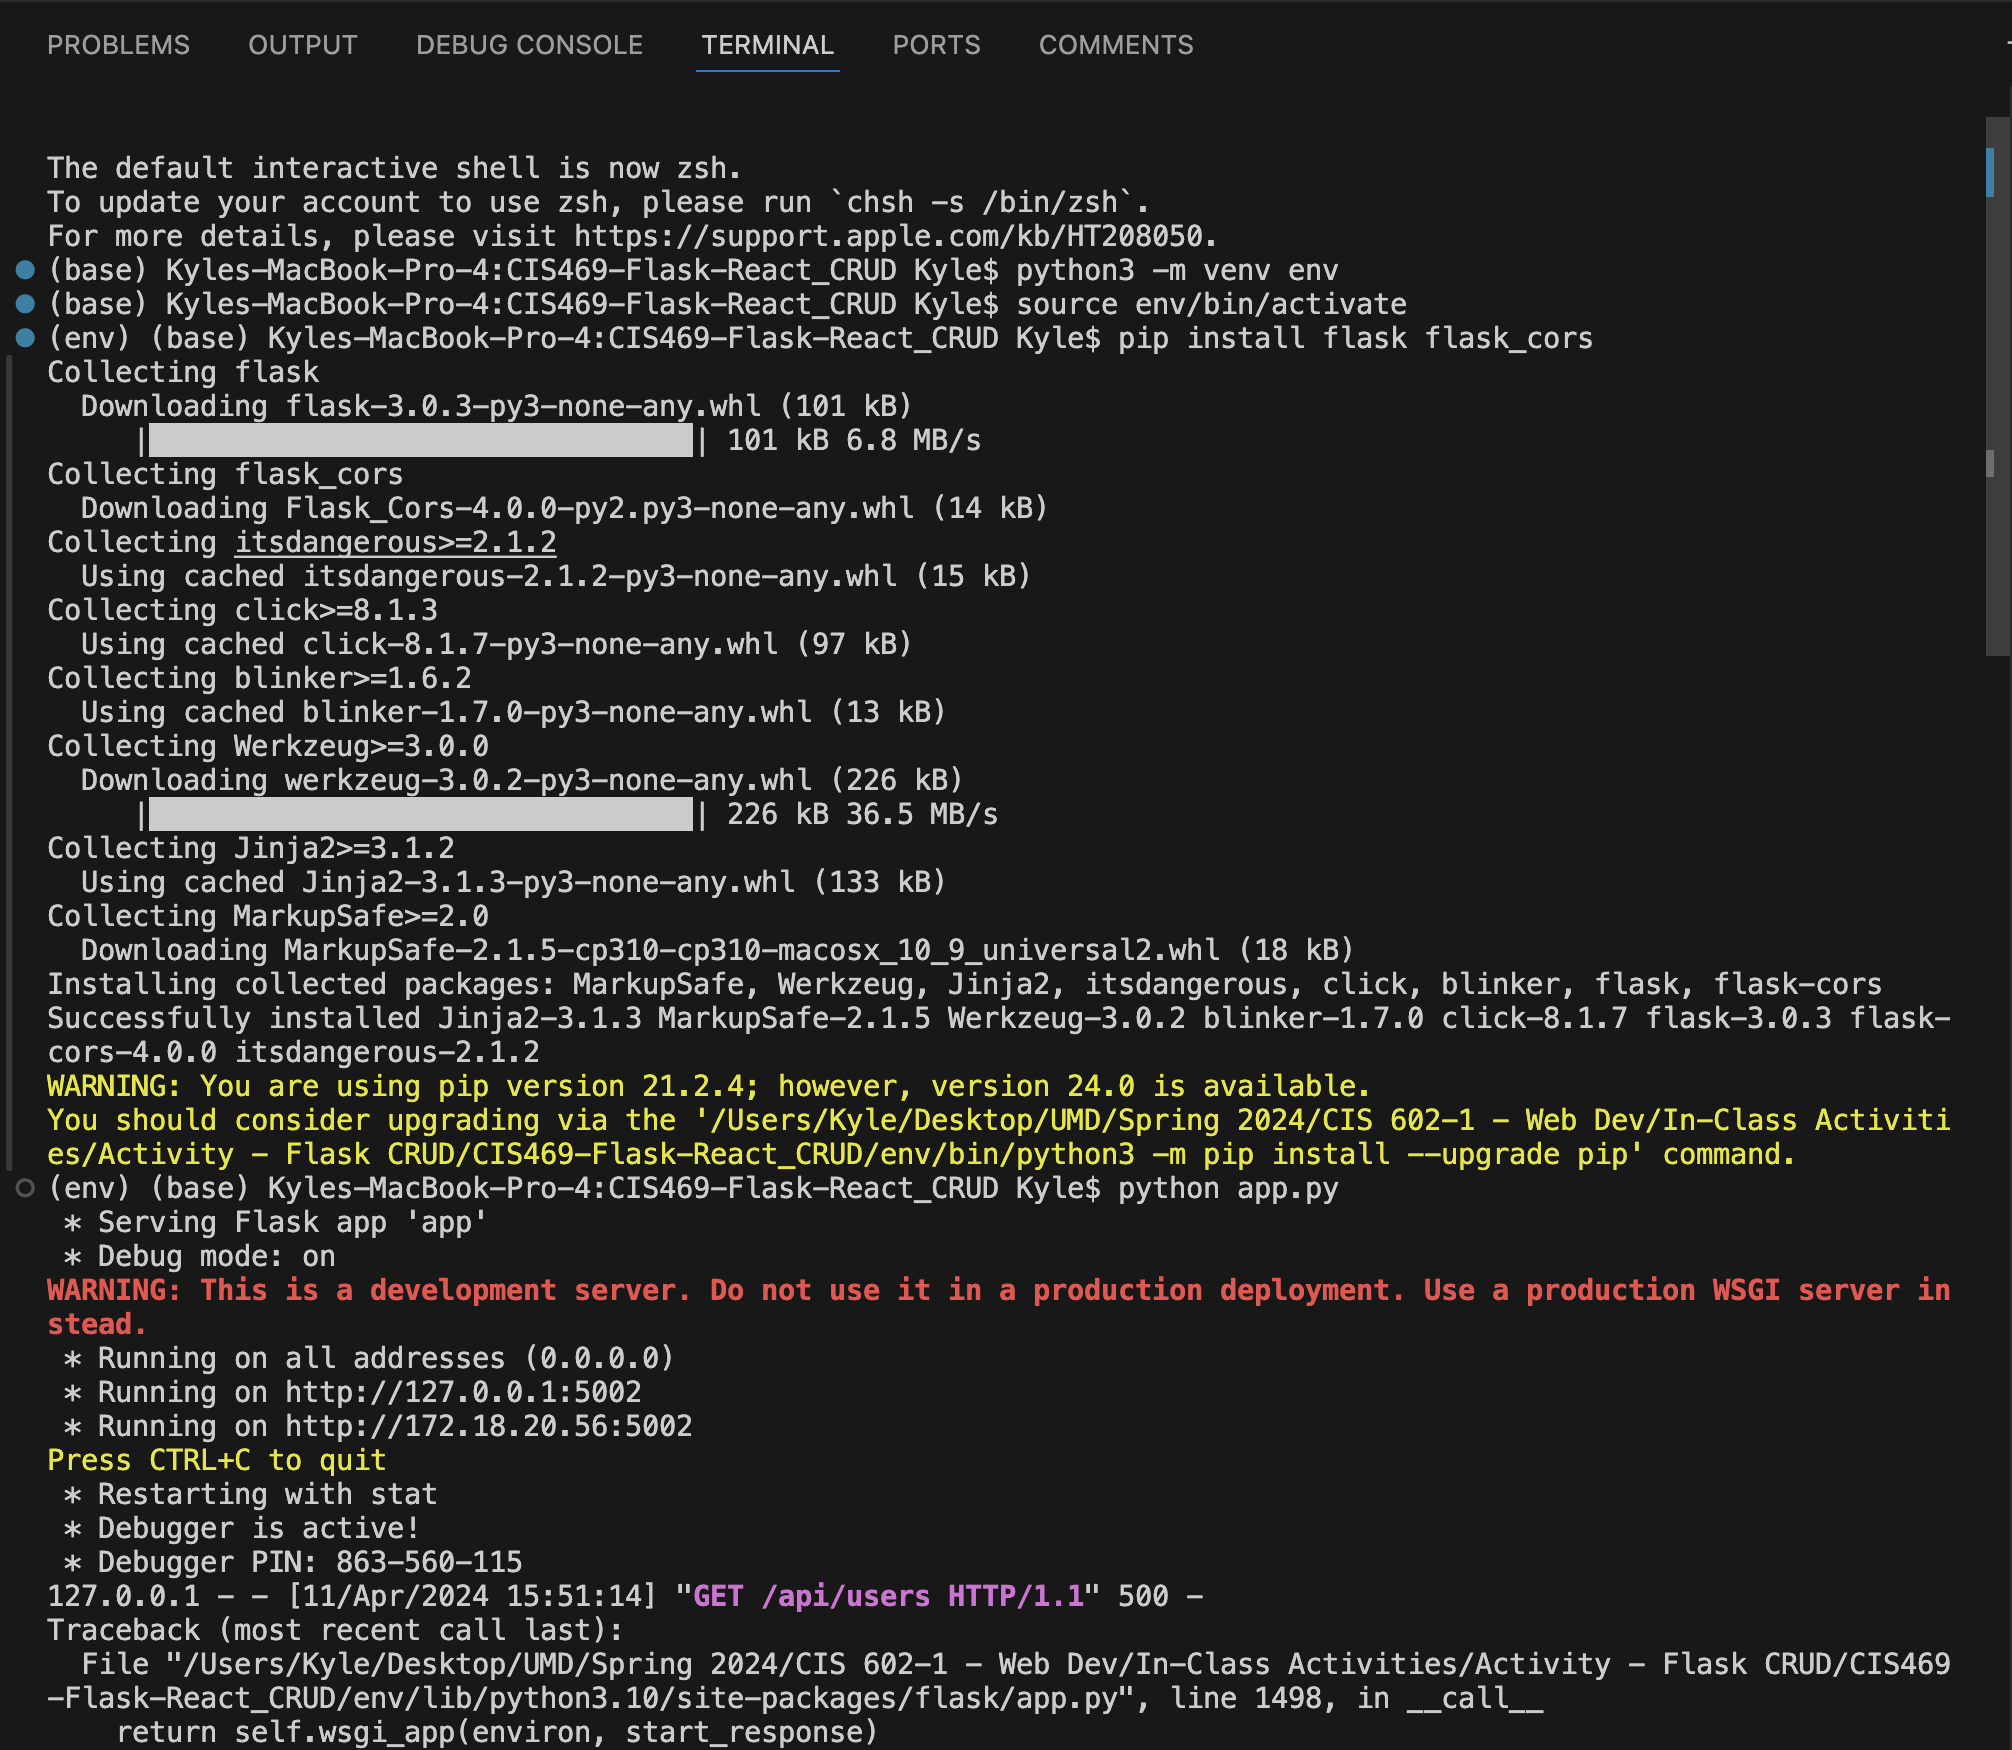 PROBLEMS OUTPUT DEBUG CONSOLE TERMINAL PORTS COMMENTS
The default interactive shell is now zsh.
To update your account to use zsh, please run `chsh -s /bin/zsh`.
For more details, please visit https://support.apple.com/kb/HT208050.
(base) Kyles-MacBook-Pro-4:CIS469-Flask-React_CRUD Kyle$ python3 -m venv env
(base) Kyles-MacBook-Pro-4:CIS469-Flask-React_CRUD Kyle$ source env/bin/activate
(env) (base) Kyles-MacBook-Pro-4:CIS469-Flask-React_CRUD Kyle$ pip install flask flask_cors
Collecting flask
  Downloading flask-3.0.3-py3-none-any.whl (101 kB)
     |                                | 101 kB 6.8 MB/s
Collecting flask_cors
  Downloading Flask_Cors-4.0.0-py2.py3-none-any.whl (14 kB)
Collecting itsdangerous>=2.1.2
  Using cached itsdangerous-2.1.2-py3-none-any.whl (15 kB)
Collecting click>=8.1.3
  Using cached click-8.1.7-py3-none-any.whl (97 kB)
Collecting blinker>=1.6.2
  Using cached blinker-1.7.0-py3-none-any.whl (13 kB)
Collecting Werkzeug>=3.0.0
  Downloading werkzeug-3.0.2-py3-none-any.whl (226 kB)
     |                                | 226 kB 36.5 MB/s
Collecting Jinja2>=3.1.2
  Using cached Jinja2-3.1.3-py3-none-any.whl (133 kB)
Collecting MarkupSafe>=2.0
  Downloading MarkupSafe-2.1.5-cp310-cp310-macosx_10_9_universal2.whl (18 kB)
Installing collected packages: MarkupSafe, Werkzeug, Jinja2, itsdangerous, click, blinker, flask, flask-cors
Successfully installed Jinja2-3.1.3 MarkupSafe-2.1.5 Werkzeug-3.0.2 blinker-1.7.0 click-8.1.7 flask-3.0.3 flask-
cors-4.0.0 itsdangerous-2.1.2
WARNING: You are using pip version 21.2.4; however, version 24.0 is available.
You should consider upgrading via the '/Users/Kyle/Desktop/UMD/Spring 2024/CIS 602-1 - Web Dev/In-Class Activiti
es/Activity - Flask CRUD/CIS469-Flask-React_CRUD/env/bin/python3 -m pip install --upgrade pip' command.
(env) (base) Kyles-MacBook-Pro-4:CIS469-Flask-React_CRUD Kyle$ python app.py
 * Serving Flask app 'app'
 * Debug mode: on
WARNING: This is a development server. Do not use it in a production deployment. Use a production WSGI server in
stead.
 * Running on all addresses (0.0.0.0)
 * Running on http://127.0.0.1:5002
 * Running on http://172.18.20.56:5002
Press CTRL+C to quit
 * Restarting with stat
 * Debugger is active!
 * Debugger PIN: 863-560-115
127.0.0.1 - - [11/Apr/2024 15:51:14] "GET /api/users HTTP/1.1" 500 -
Traceback (most recent call last):
  File "/Users/Kyle/Desktop/UMD/Spring 2024/CIS 602-1 - Web Dev/In-Class Activities/Activity - Flask CRUD/CIS469
-Flask-React_CRUD/env/lib/python3.10/site-packages/flask/app.py", line 1498, in __call__
    return self.wsgi_app(environ, start_response)